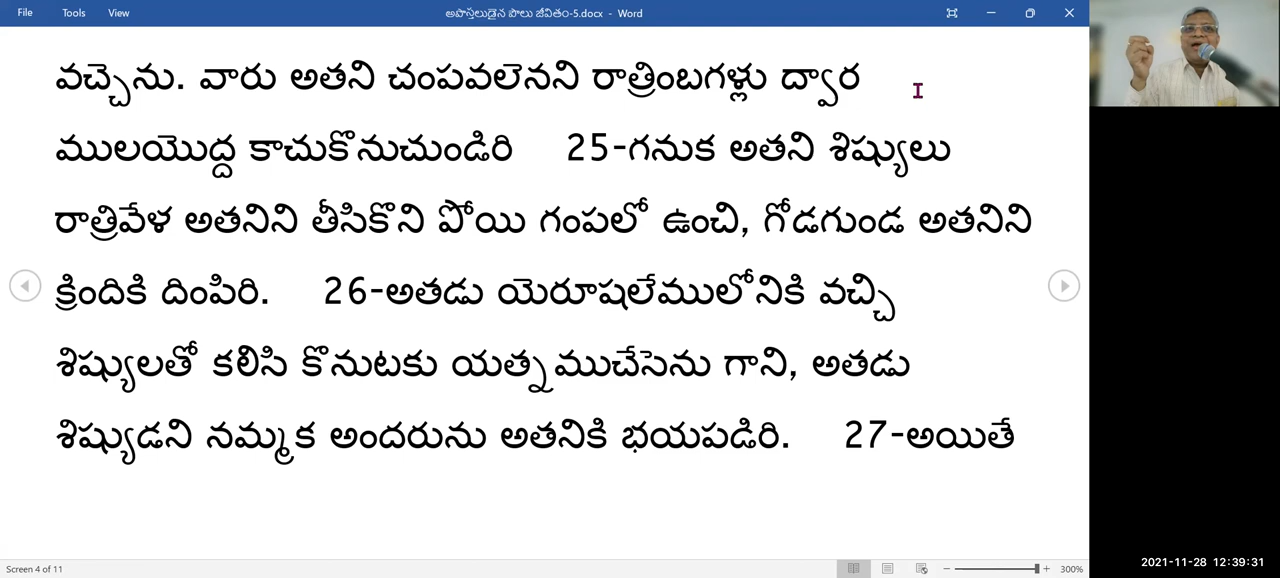 File Tools View అపొస్తలుడైన పౌలు జీవితం-5.docx - Word
వచ్చెను. వారు అతని చంపవలెనని రాత్రింబగళ్లు ద్వార
ములయొద్ద కాచుకొనుచుండిరి 25-గనుక అతని శిష్యులు
రాత్రివేళ అతనిని తీసికొని పోయి గంపలో ఉంచి, గోడగుండ అతనిని
క్రిందికి దింపిరి. 26-అతడు యెరూషలేములోనికి వచ్చి
శిష్యులతో కలిసి కొనుటకు యత్నముచేసెను గాని, అతడు
శిష్యుడని నమ్మక అందరును అతనికి భయపడిరి. 27-అయితే
Screen 4 of 11 300%
2021-11-28 12:39:31